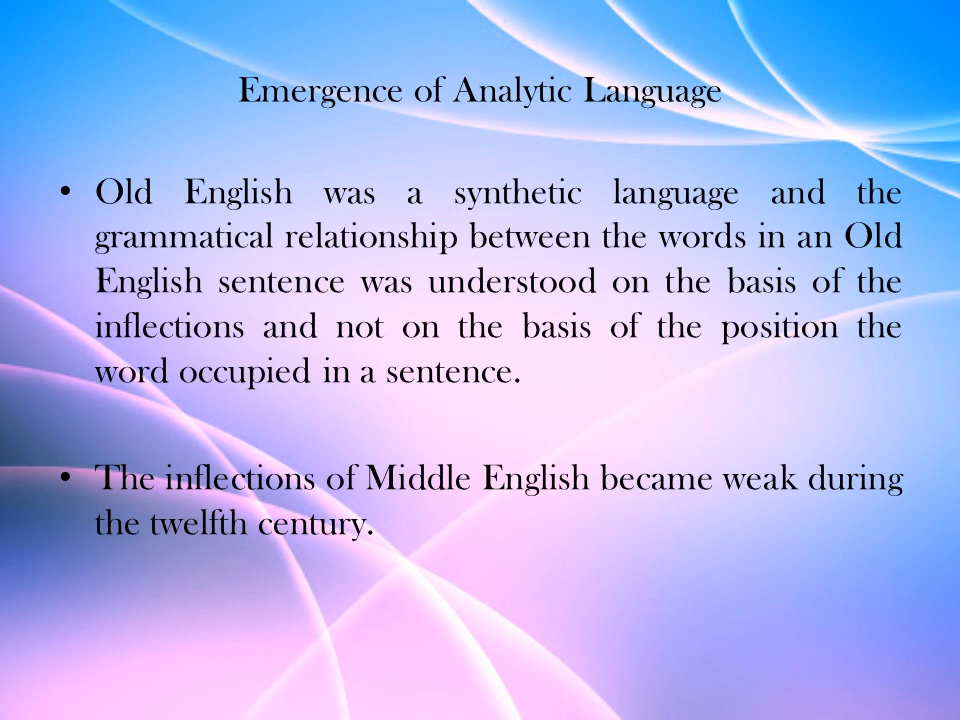 Emergence of Analytic Language
• Old English was a synthetic language and the
grammatical relationship between the words in an Old
English sentence was understood on the basis of the
inflections and not on the basis of the position the
word occupied in a sentence.
• The inflections of Middle English became weak during
the twelfth century.